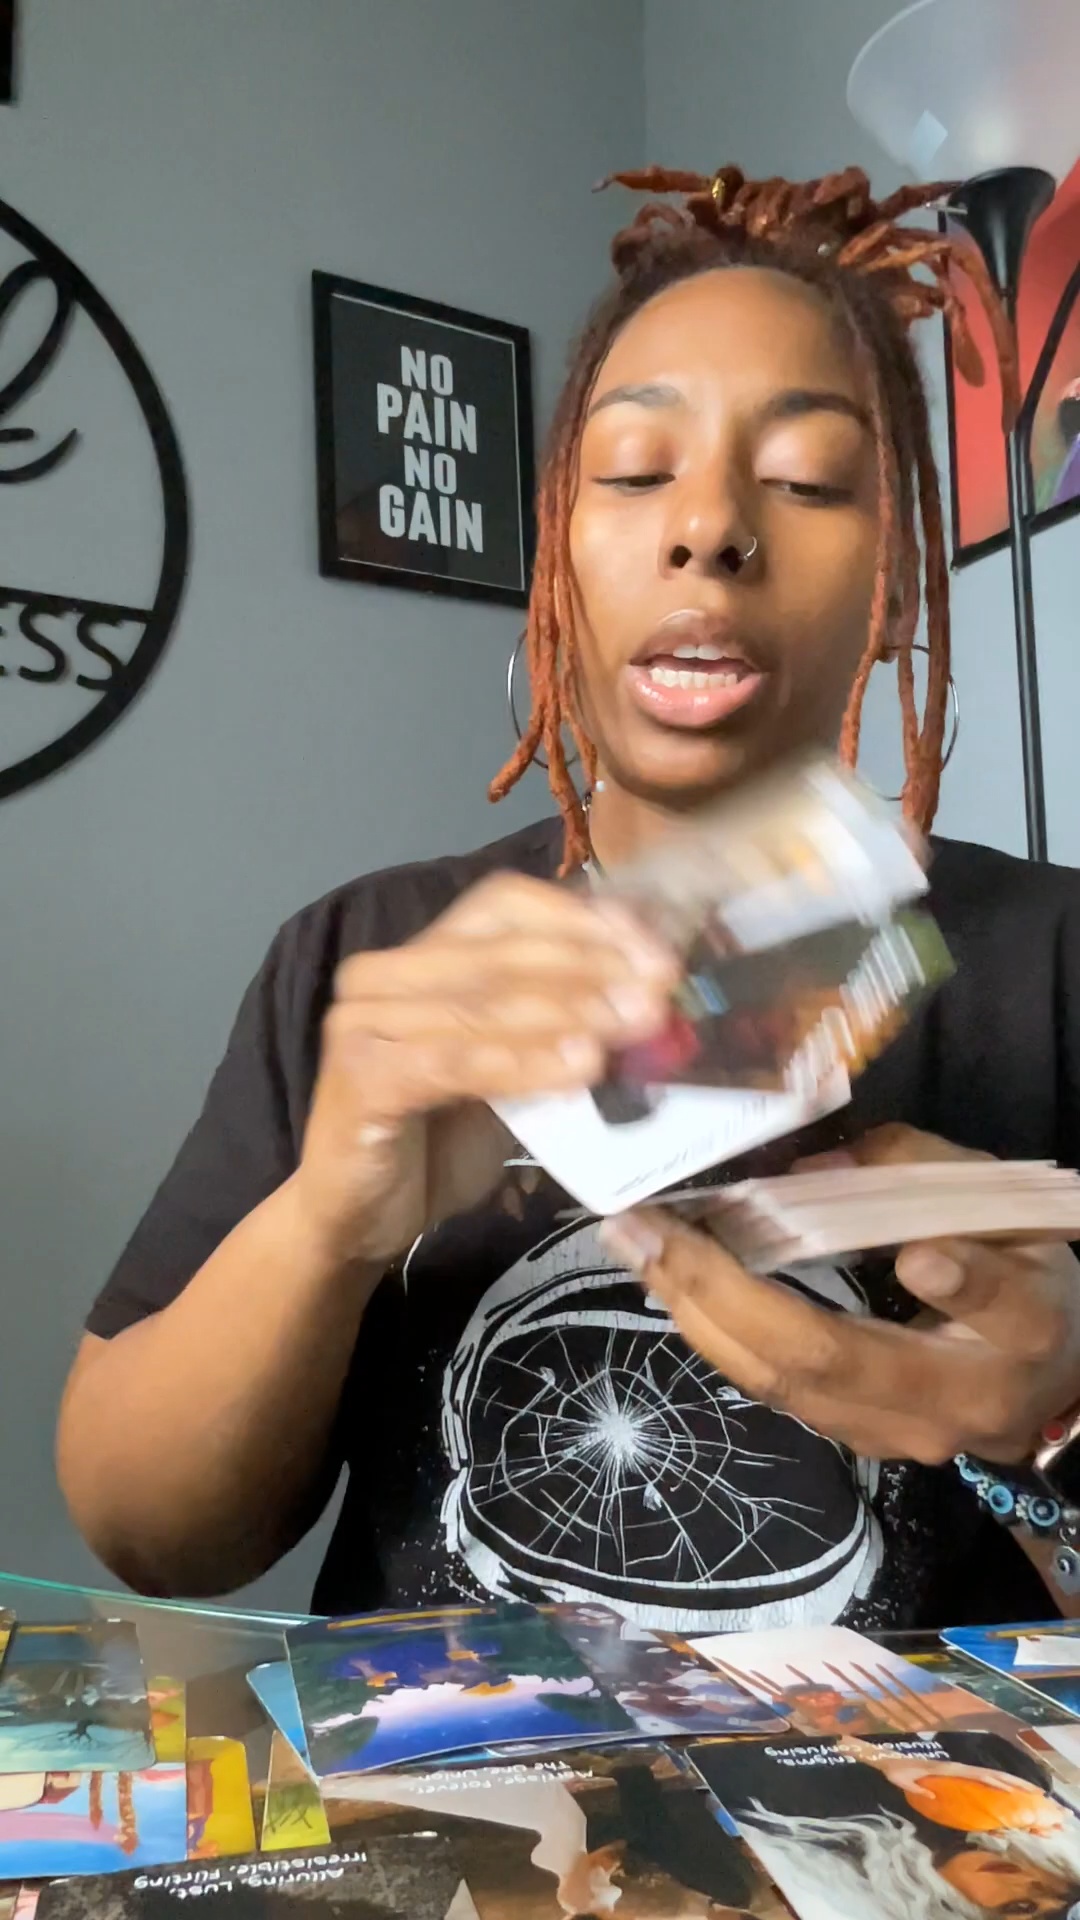 NO
PAIN
NO
GAIN
ESS
Unknown, Enigma,
Illusion, confusing
Marriage, Forever,
The One, Union,
Alluring, Lust,
Irresistible, Flirting